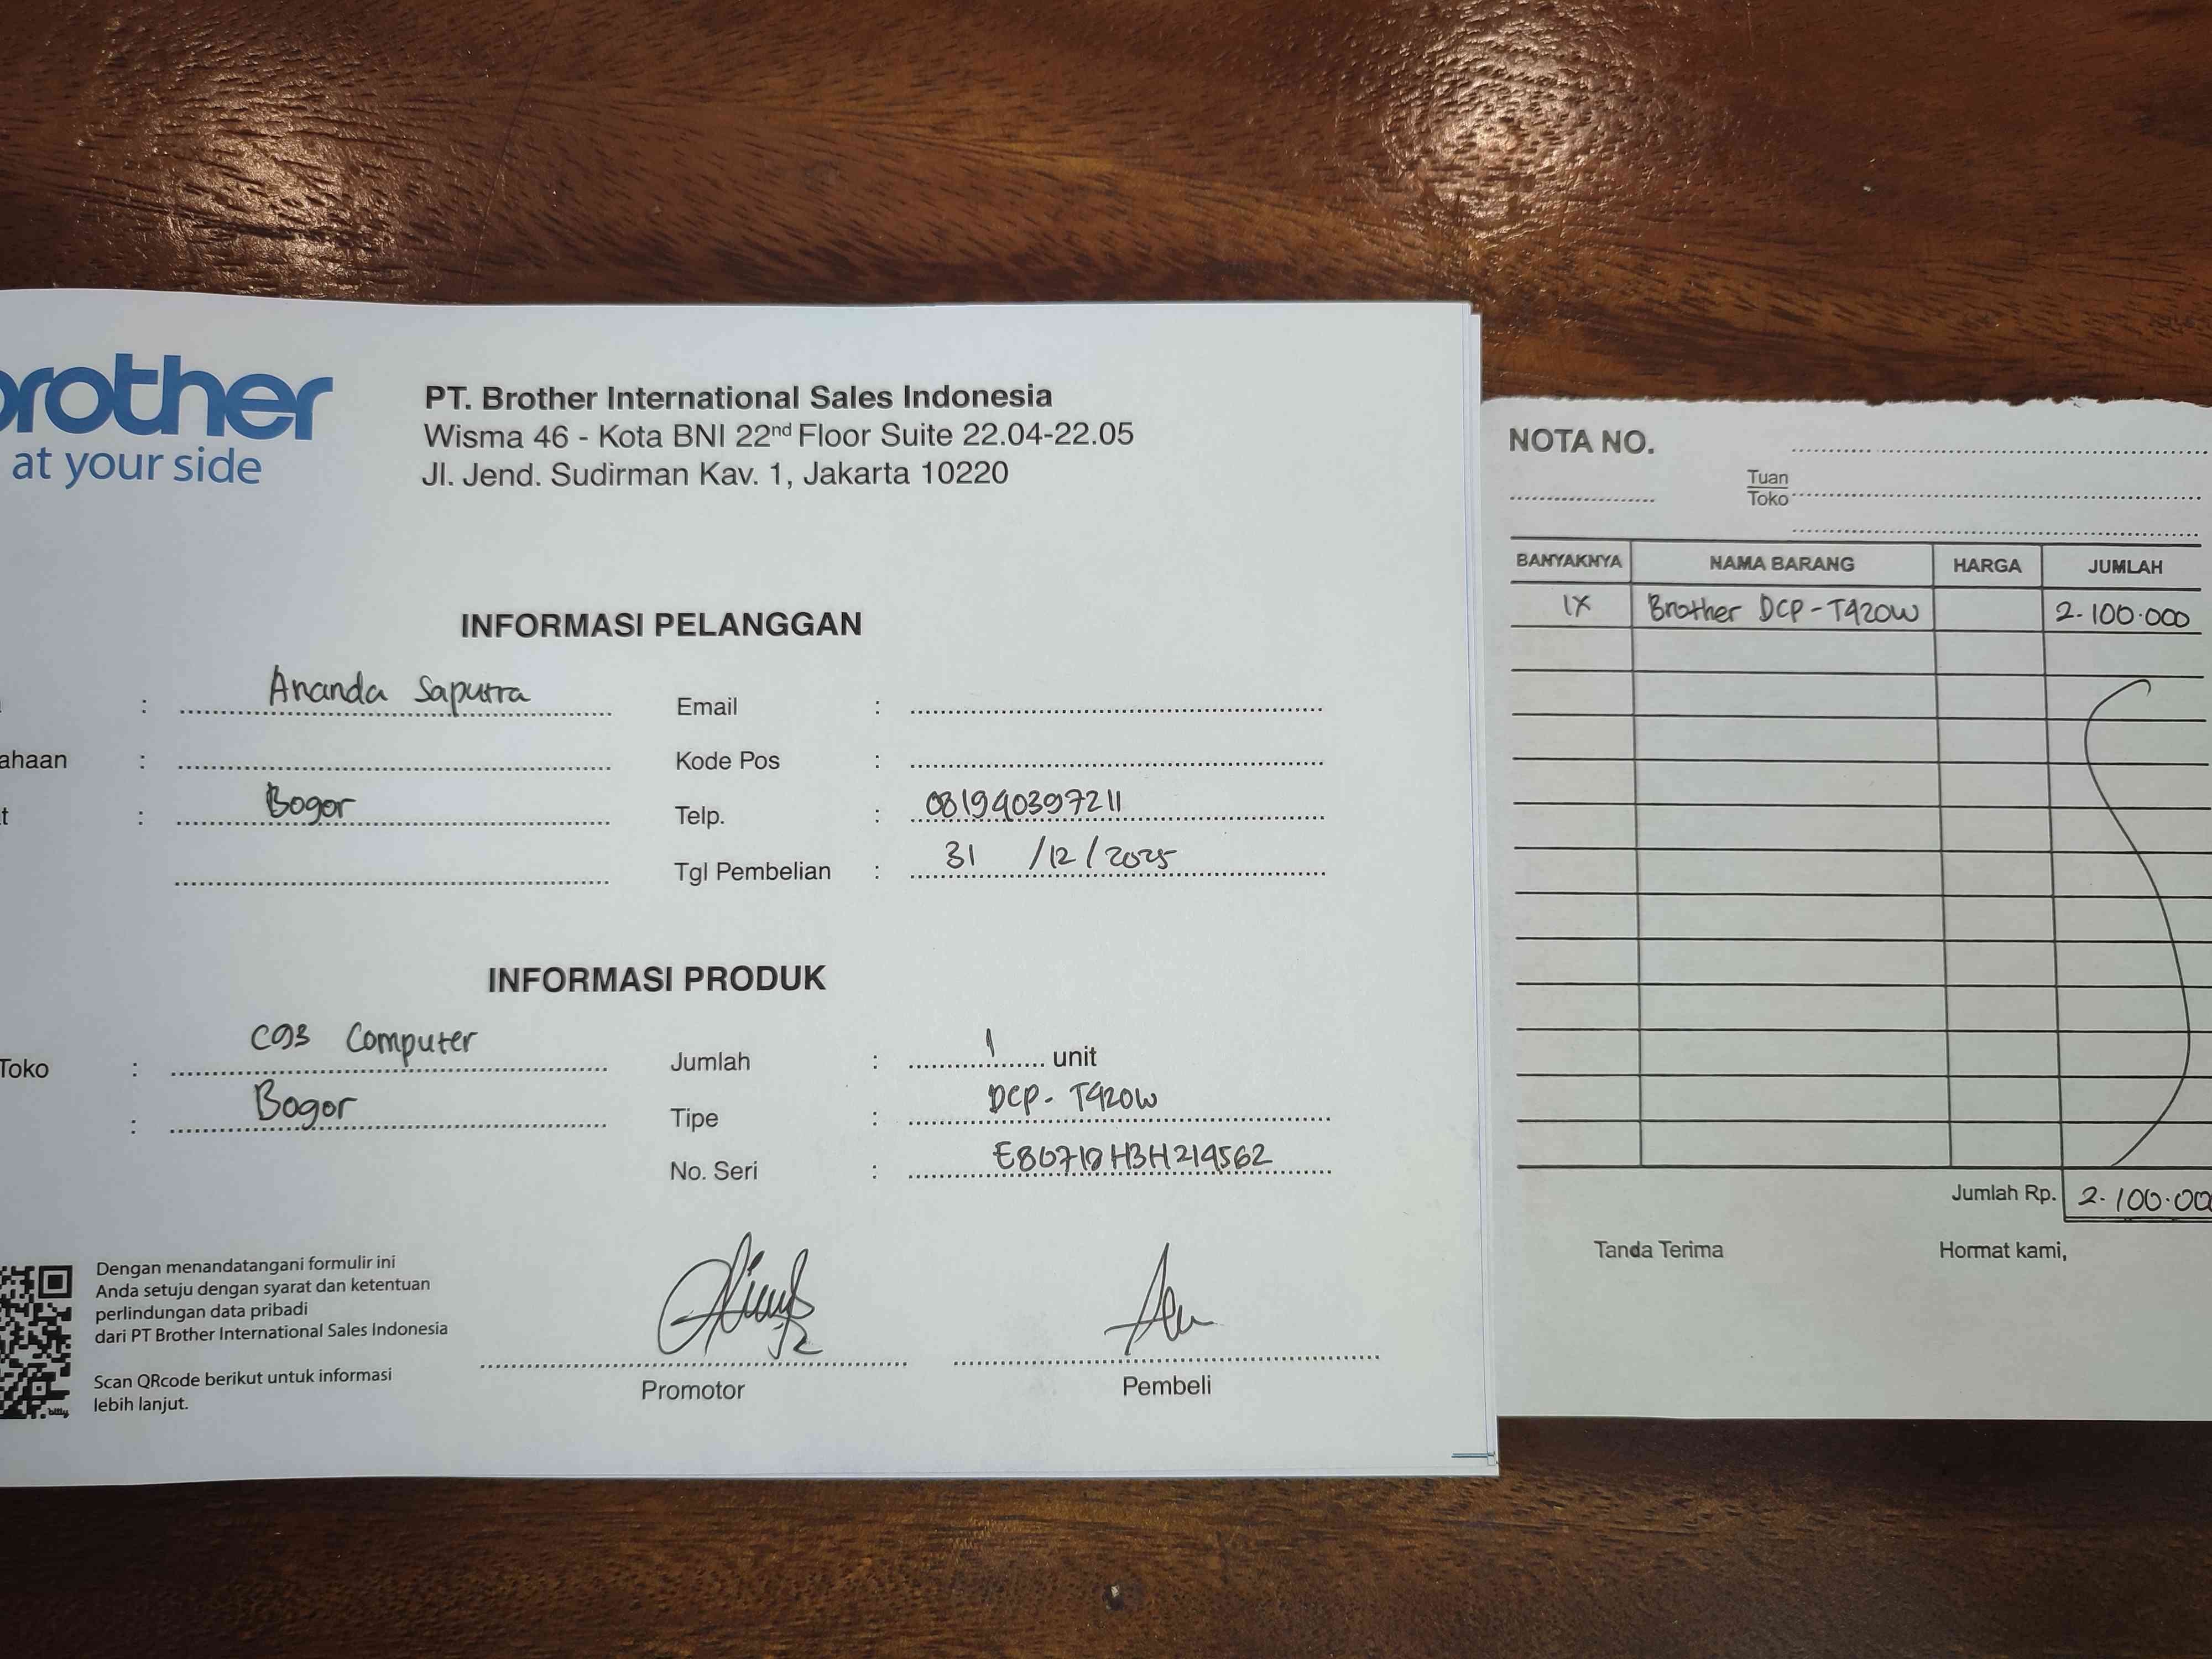 brother
at your side
PT. Brother International Sales Indonesia
Wisma 46 - Kota BNI 22nd Floor Suite 22.04-22.05
Jl. Jend. Sudirman Kav. 1, Jakarta 10220
INFORMASI PELANGGAN
: Ananda Saputra
Email :
ahaan :
Kode Pos :
t : Bogor
Telp. : 081940397211
Tgl Pembelian : 31 /12/2025
INFORMASI PRODUK
Toko : Computer
Jumlah : 1 unit
: Bogor
Tipe : DCP-T420W
No. Seri :
Dengan menandatangani formulir ini
Anda setuju dengan syarat dan ketentuan
perlindungan data pribadi
dari PT Brother International Sales Indonesia
Scan QRcode berikut untuk informasi
lebih lanjut.
bitly
Promotor
Pembeli
NOTA NO.
Tuan
Toko
BANYAKNYA NAMA BARANG HARGA JUMLAH
1X Brother DCP-T420W 2.100.000
Jumlah Rp. 2.100.00
Tanda Terima Hormat kami,